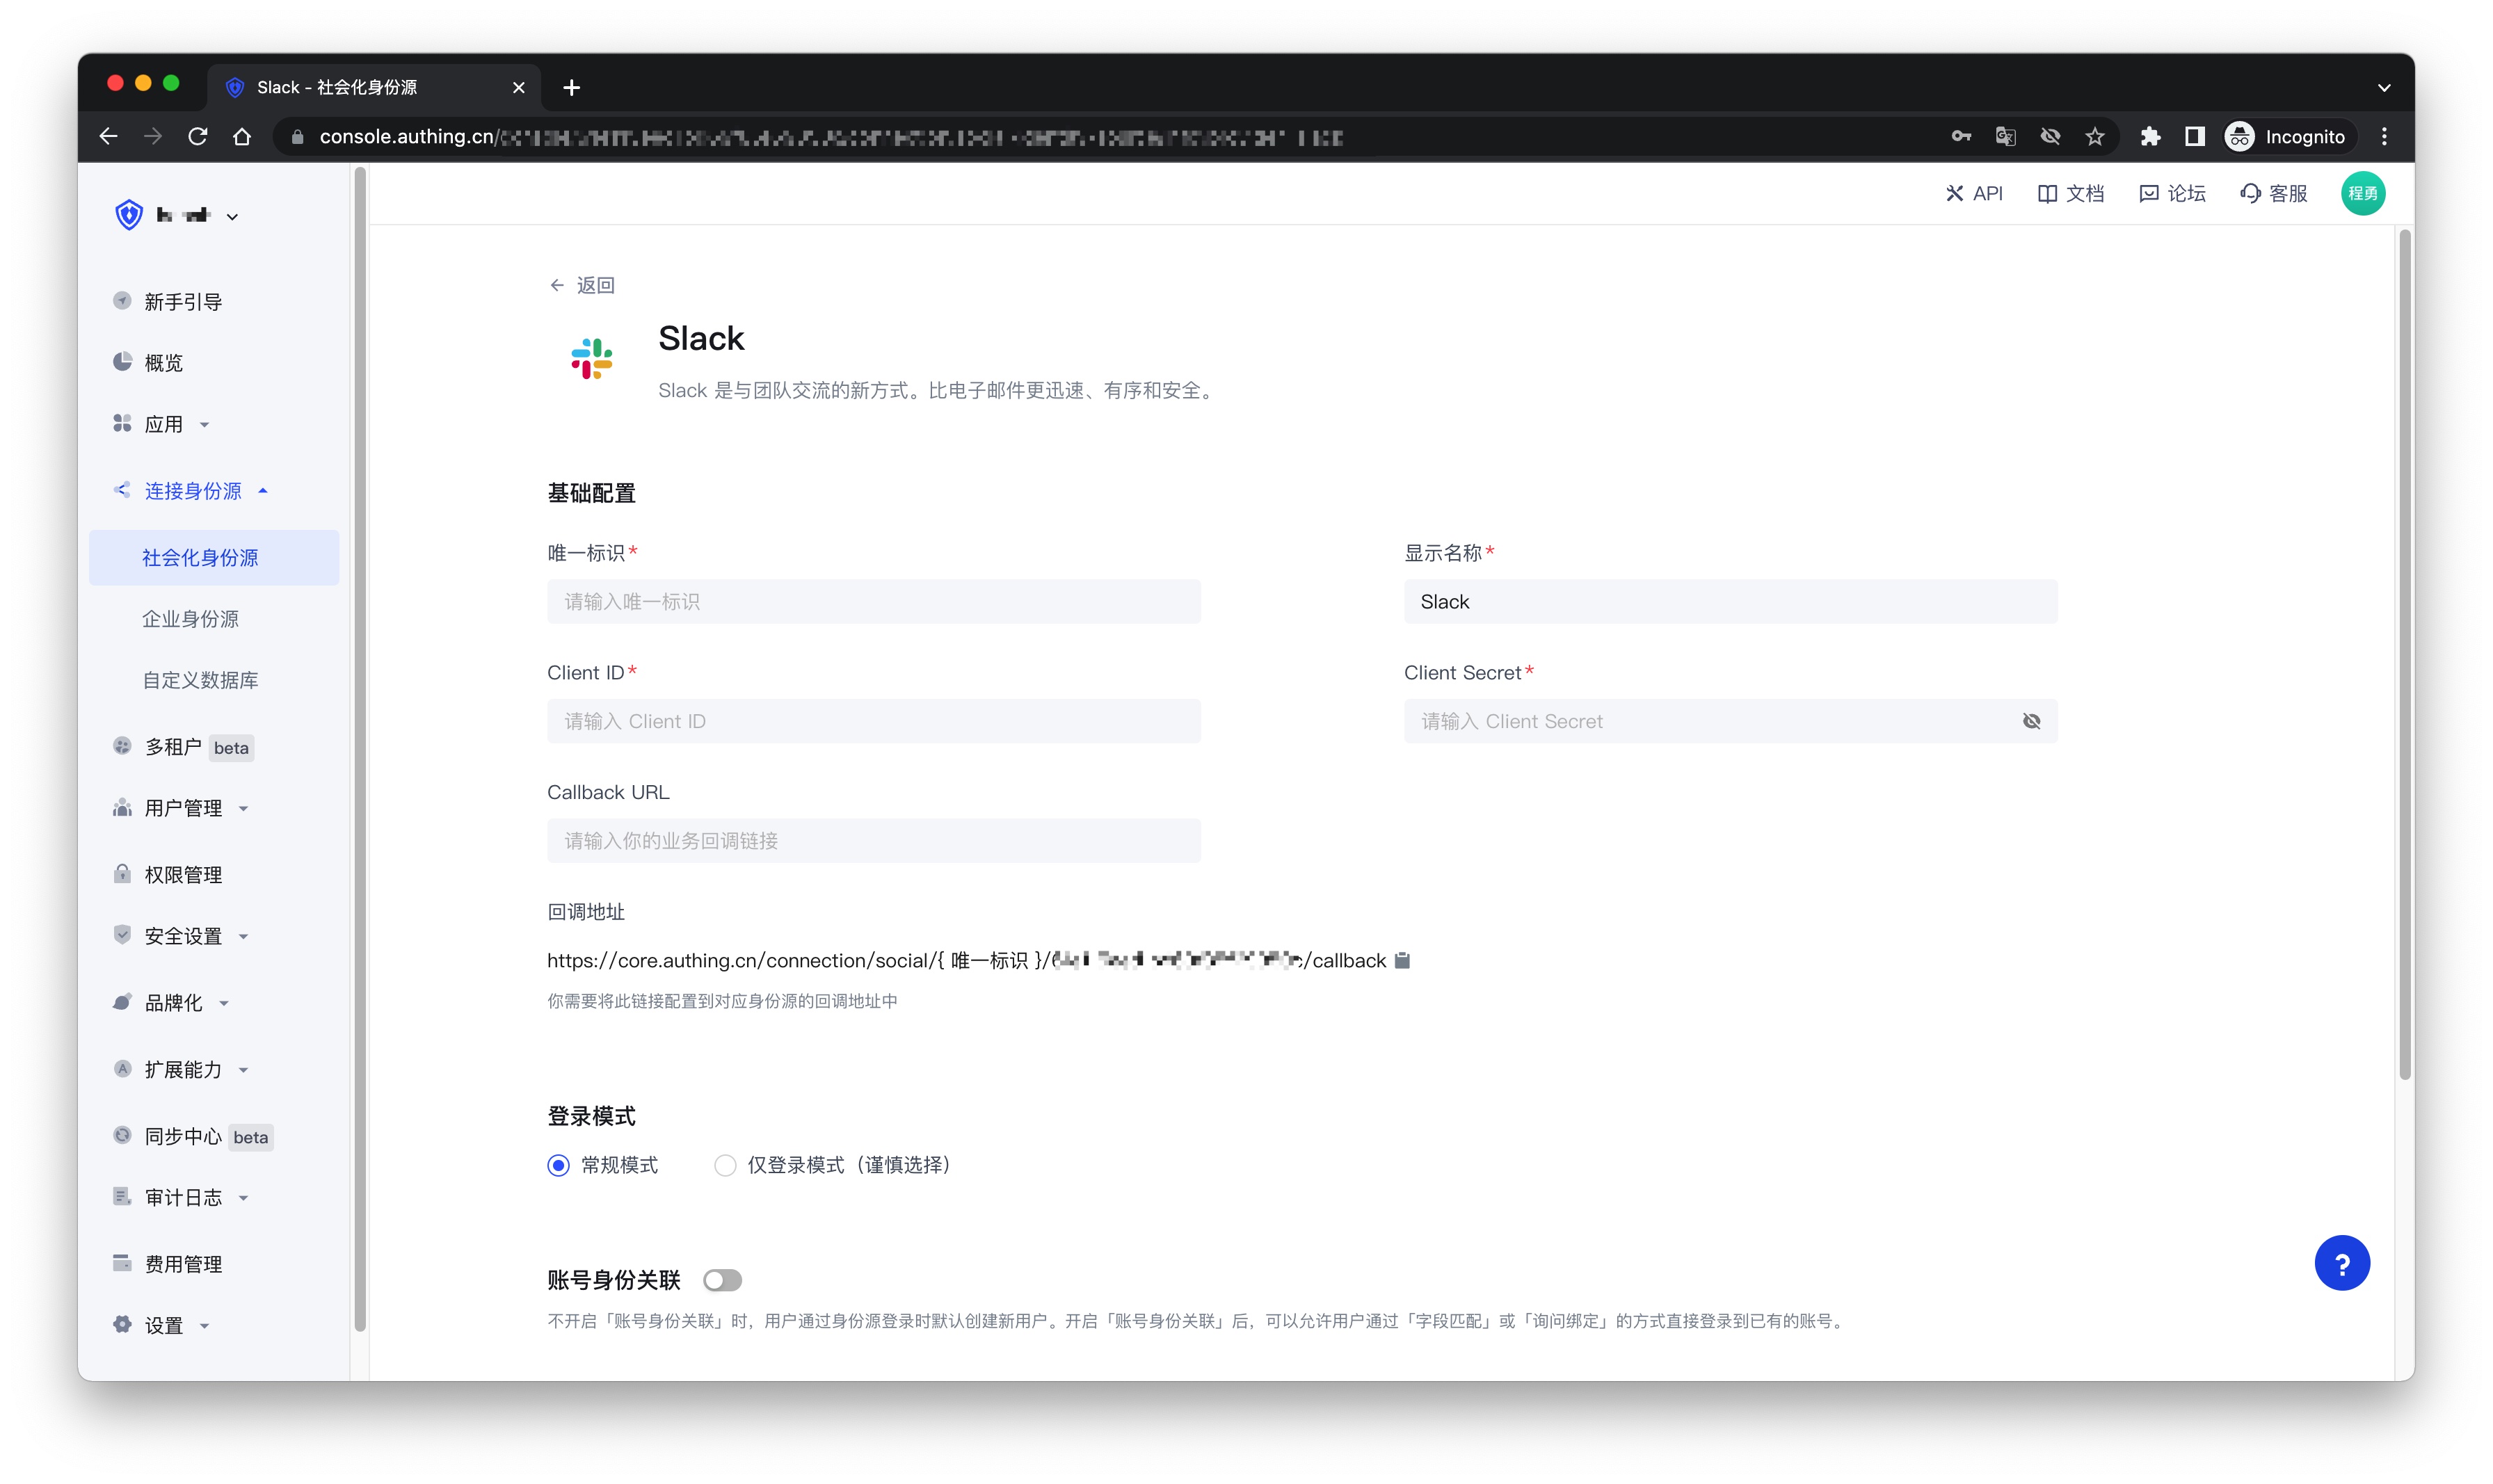 Slack - 社会化身份源
console.authing.cn/
Incognito
API 文档 论坛 客服 程勇
新手引导
概览
应用
连接身份源
社会化身份源
企业身份源
自定义数据库
多租户 beta
用户管理
权限管理
安全设置
品牌化
扩展能力
同步中心 beta
审计日志
费用管理
设置
返回
Slack
Slack 是与团队交流的新方式。比电子邮件更迅速、有序和安全。
基础配置
唯一标识* 显示名称*
请输入唯一标识 Slack
Client ID* Client Secret*
请输入 Client ID 请输入 Client Secret
Callback URL
请输入你的业务回调链接
回调地址
https://core.authing.cn/connection/social/{ 唯一标识 }/ /callback
你需要将此链接配置到对应身份源的回调地址中
登录模式
常规模式 仅登录模式（谨慎选择）
账号身份关联
不开启「账号身份关联」时，用户通过身份源登录时默认创建新用户。开启「账号身份关联」后，可以允许用户通过「字段匹配」或「询问绑定」的方式直接登录到已有的账号。
?